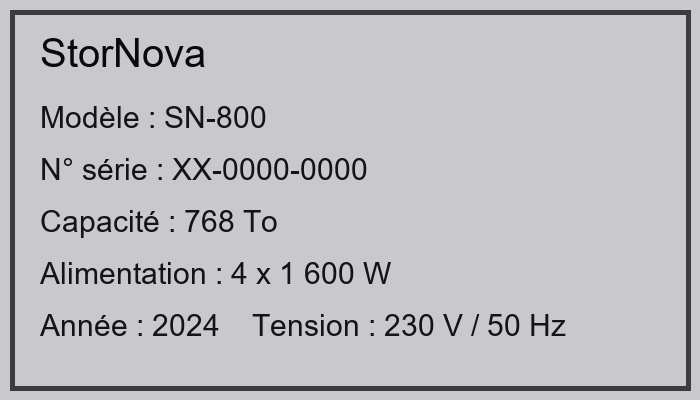 StorNova
Modèle : SN-800
N° série : XX-0000-0000
Capacité : 768 To
Alimentation : 4 x 1 600 W
Année : 2024    Tension : 230 V / 50 Hz